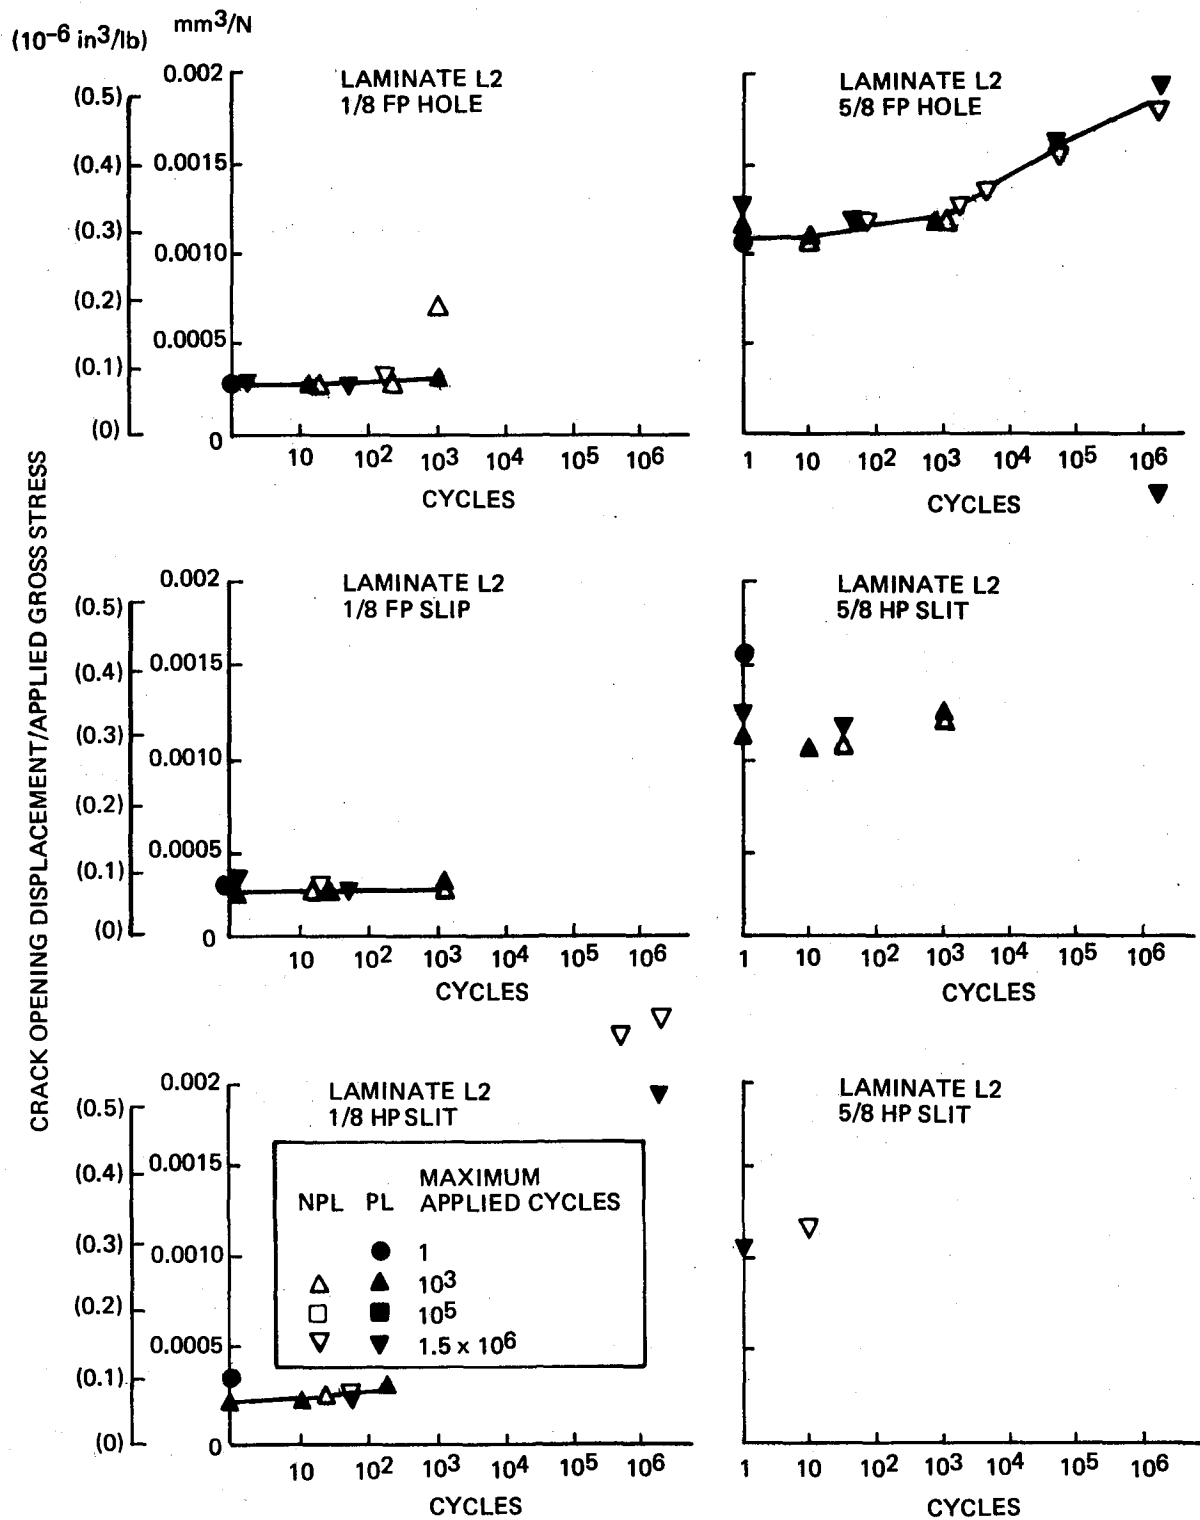 (10⁻⁶ in³/lb) mm³/N
CRACK OPENING DISPLACEMENT/APPLIED GROSS STRESS
LAMINATE L2
1/8 FP HOLE
0.002
0.0015
0.0010
0.0005
0
(0.5)
(0.4)
(0.3)
(0.2)
(0.1)
(0)
10 10² 10³ 10⁴ 10⁵ 10⁶
CYCLES
LAMINATE L2
5/8 FP HOLE
1 10 10² 10³ 10⁴ 10⁵ 10⁶
CYCLES
LAMINATE L2
1/8 FP SLIP
0.002
0.0015
0.0010
0.0005
0
(0.5)
(0.4)
(0.3)
(0.2)
(0.1)
(0)
10 10² 10³ 10⁴ 10⁵ 10⁶
CYCLES
LAMINATE L2
5/8 HP SLIT
1 10 10² 10³ 10⁴ 10⁵ 10⁶
CYCLES
LAMINATE L2
1/8 HP SLIT
0.002
0.0015
0.0010
0.0005
0
(0.5)
(0.4)
(0.3)
(0.2)
(0.1)
(0)
MAXIMUM
NPL PL APPLIED CYCLES
1
10³
10⁵
1.5 x 10⁶
10 10² 10³ 10⁴ 10⁵ 10⁶
CYCLES
LAMINATE L2
5/8 HP SLIT
1 10 10² 10³ 10⁴ 10⁵ 10⁶
CYCLES